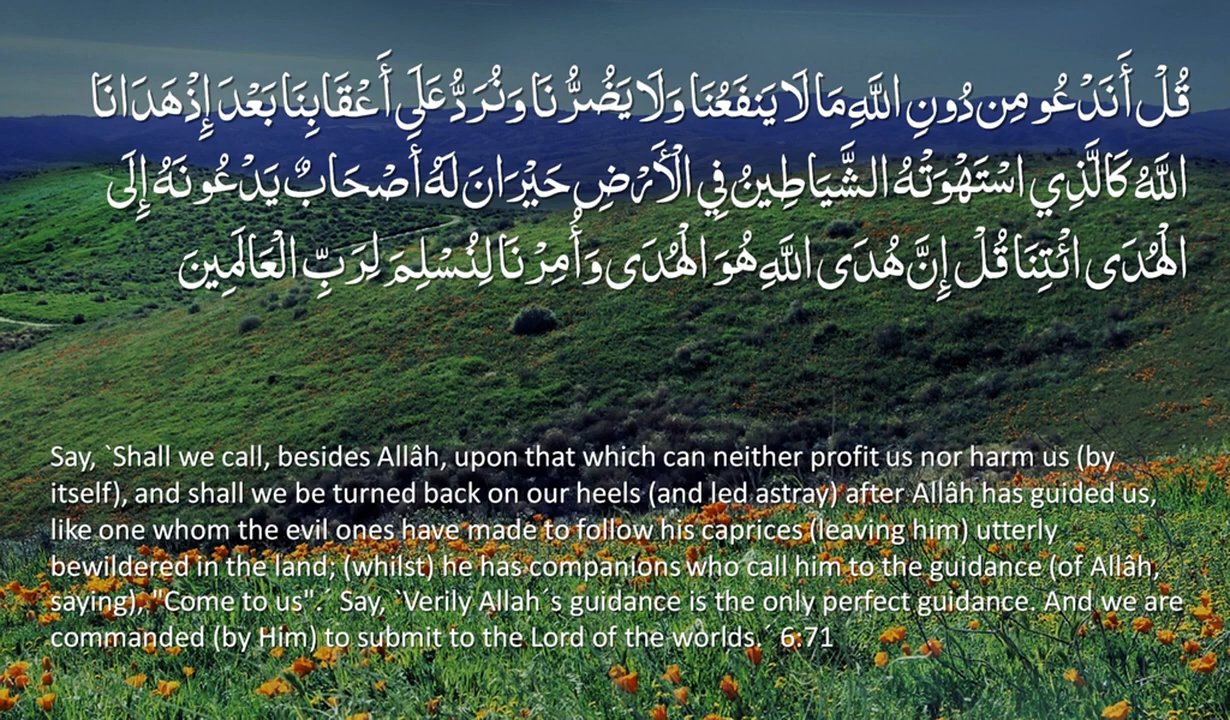 قُلْ أَنَدْعُو مِن دُونِ اللَّهِ مَا لَا يَنفَعُنَا وَلَا يَضُرُّنَا وَنُرَدُّ عَلَى أَعْقَابِنَا بَعْدَ إِذْ هَدَانَا
اللَّهُ كَالَّذِي اسْتَهْوَتْهُ الشَّيَاطِينُ فِي الْأَرْضِ حَيْرَانَ لَهُ أَصْحَابٌ يَدْعُونَهُ إِلَى
الْهُدَى ائْتِنَا قُلْ إِنَّ هُدَى اللَّهِ هُوَ الْهُدَى وَأُمِرْنَا لِنُسْلِمَ لِرَبِّ الْعَالَمِينَ
Say, `Shall we call, besides Allâh, upon that which can neither profit us nor harm us (by
itself), and shall we be turned back on our heels (and led astray) after Allâh has guided us,
like one whom the evil ones have made to follow his caprices (leaving him) utterly
bewildered in the land; (whilst) he has companions who call him to the guidance (of Allâh,
saying), "Come to us".´ Say, `Verily Allah´s guidance is the only perfect guidance. And we are
commanded (by Him) to submit to the Lord of the worlds.´ 6:71